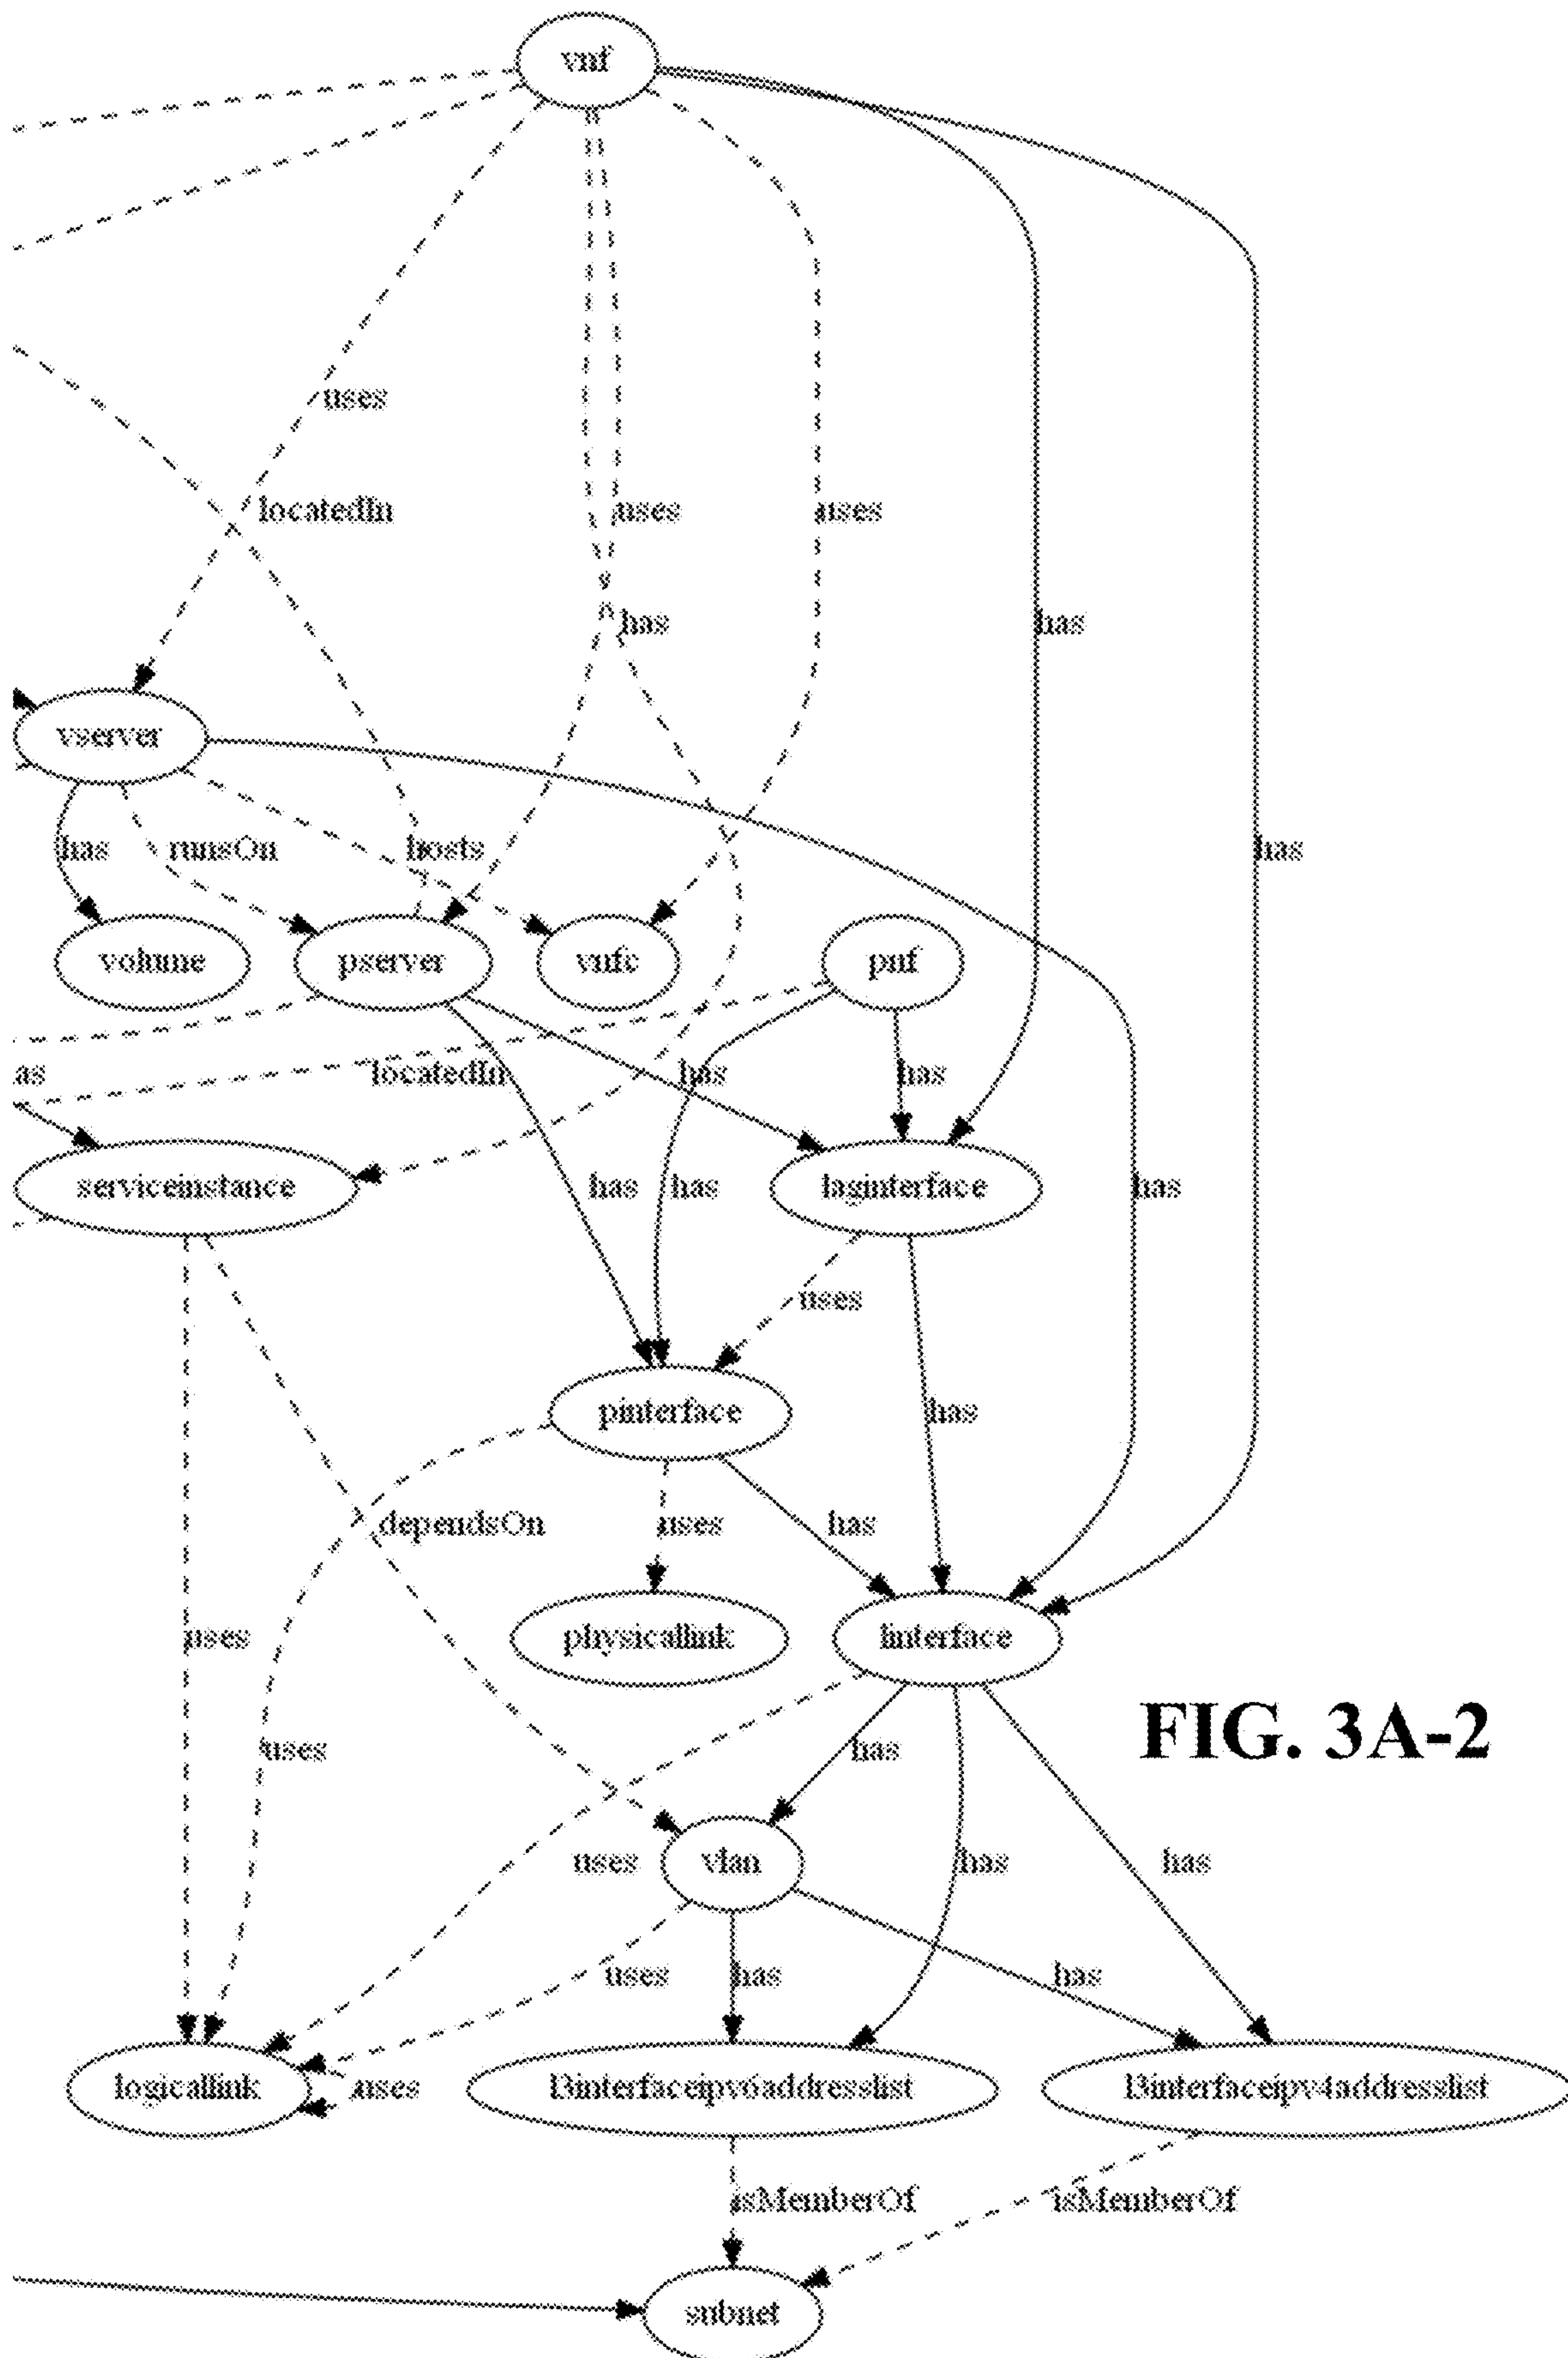 vnf
uses
locatedIn
uses
uses
has
has
vserver
has
runsOn
hosts
has
volume
pserver
vnfc
pnf
as
locatedIn
has
has
serviceinstance
has
has
laginterface
has
uses
pinterface
has
dependsOn
uses
has
uses
physicallink
linterface
FIG. 3A-2
uses
has
uses
vlan
has
has
uses
has
has
logicallink
uses
l3interfaceipv6addresslist
l3interfaceipv4addresslist
isMemberOf
isMemberOf
subnet